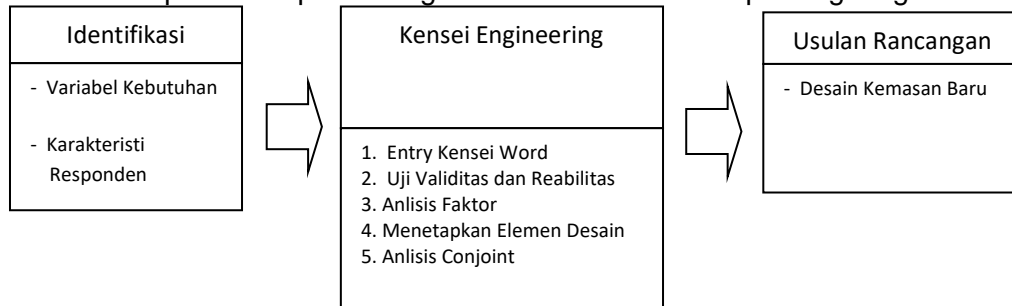 Identifikasi
- Variabel Kebutuhan
- Karakteristi
Responden
Kensei Engineering
1. Entry Kensei Word
2. Uji Validitas dan Reabilitas
3. Anlisis Faktor
4. Menetapkan Elemen Desain
5. Anlisis Conjoint
Usulan Rancangan
- Desain Kemasan Baru